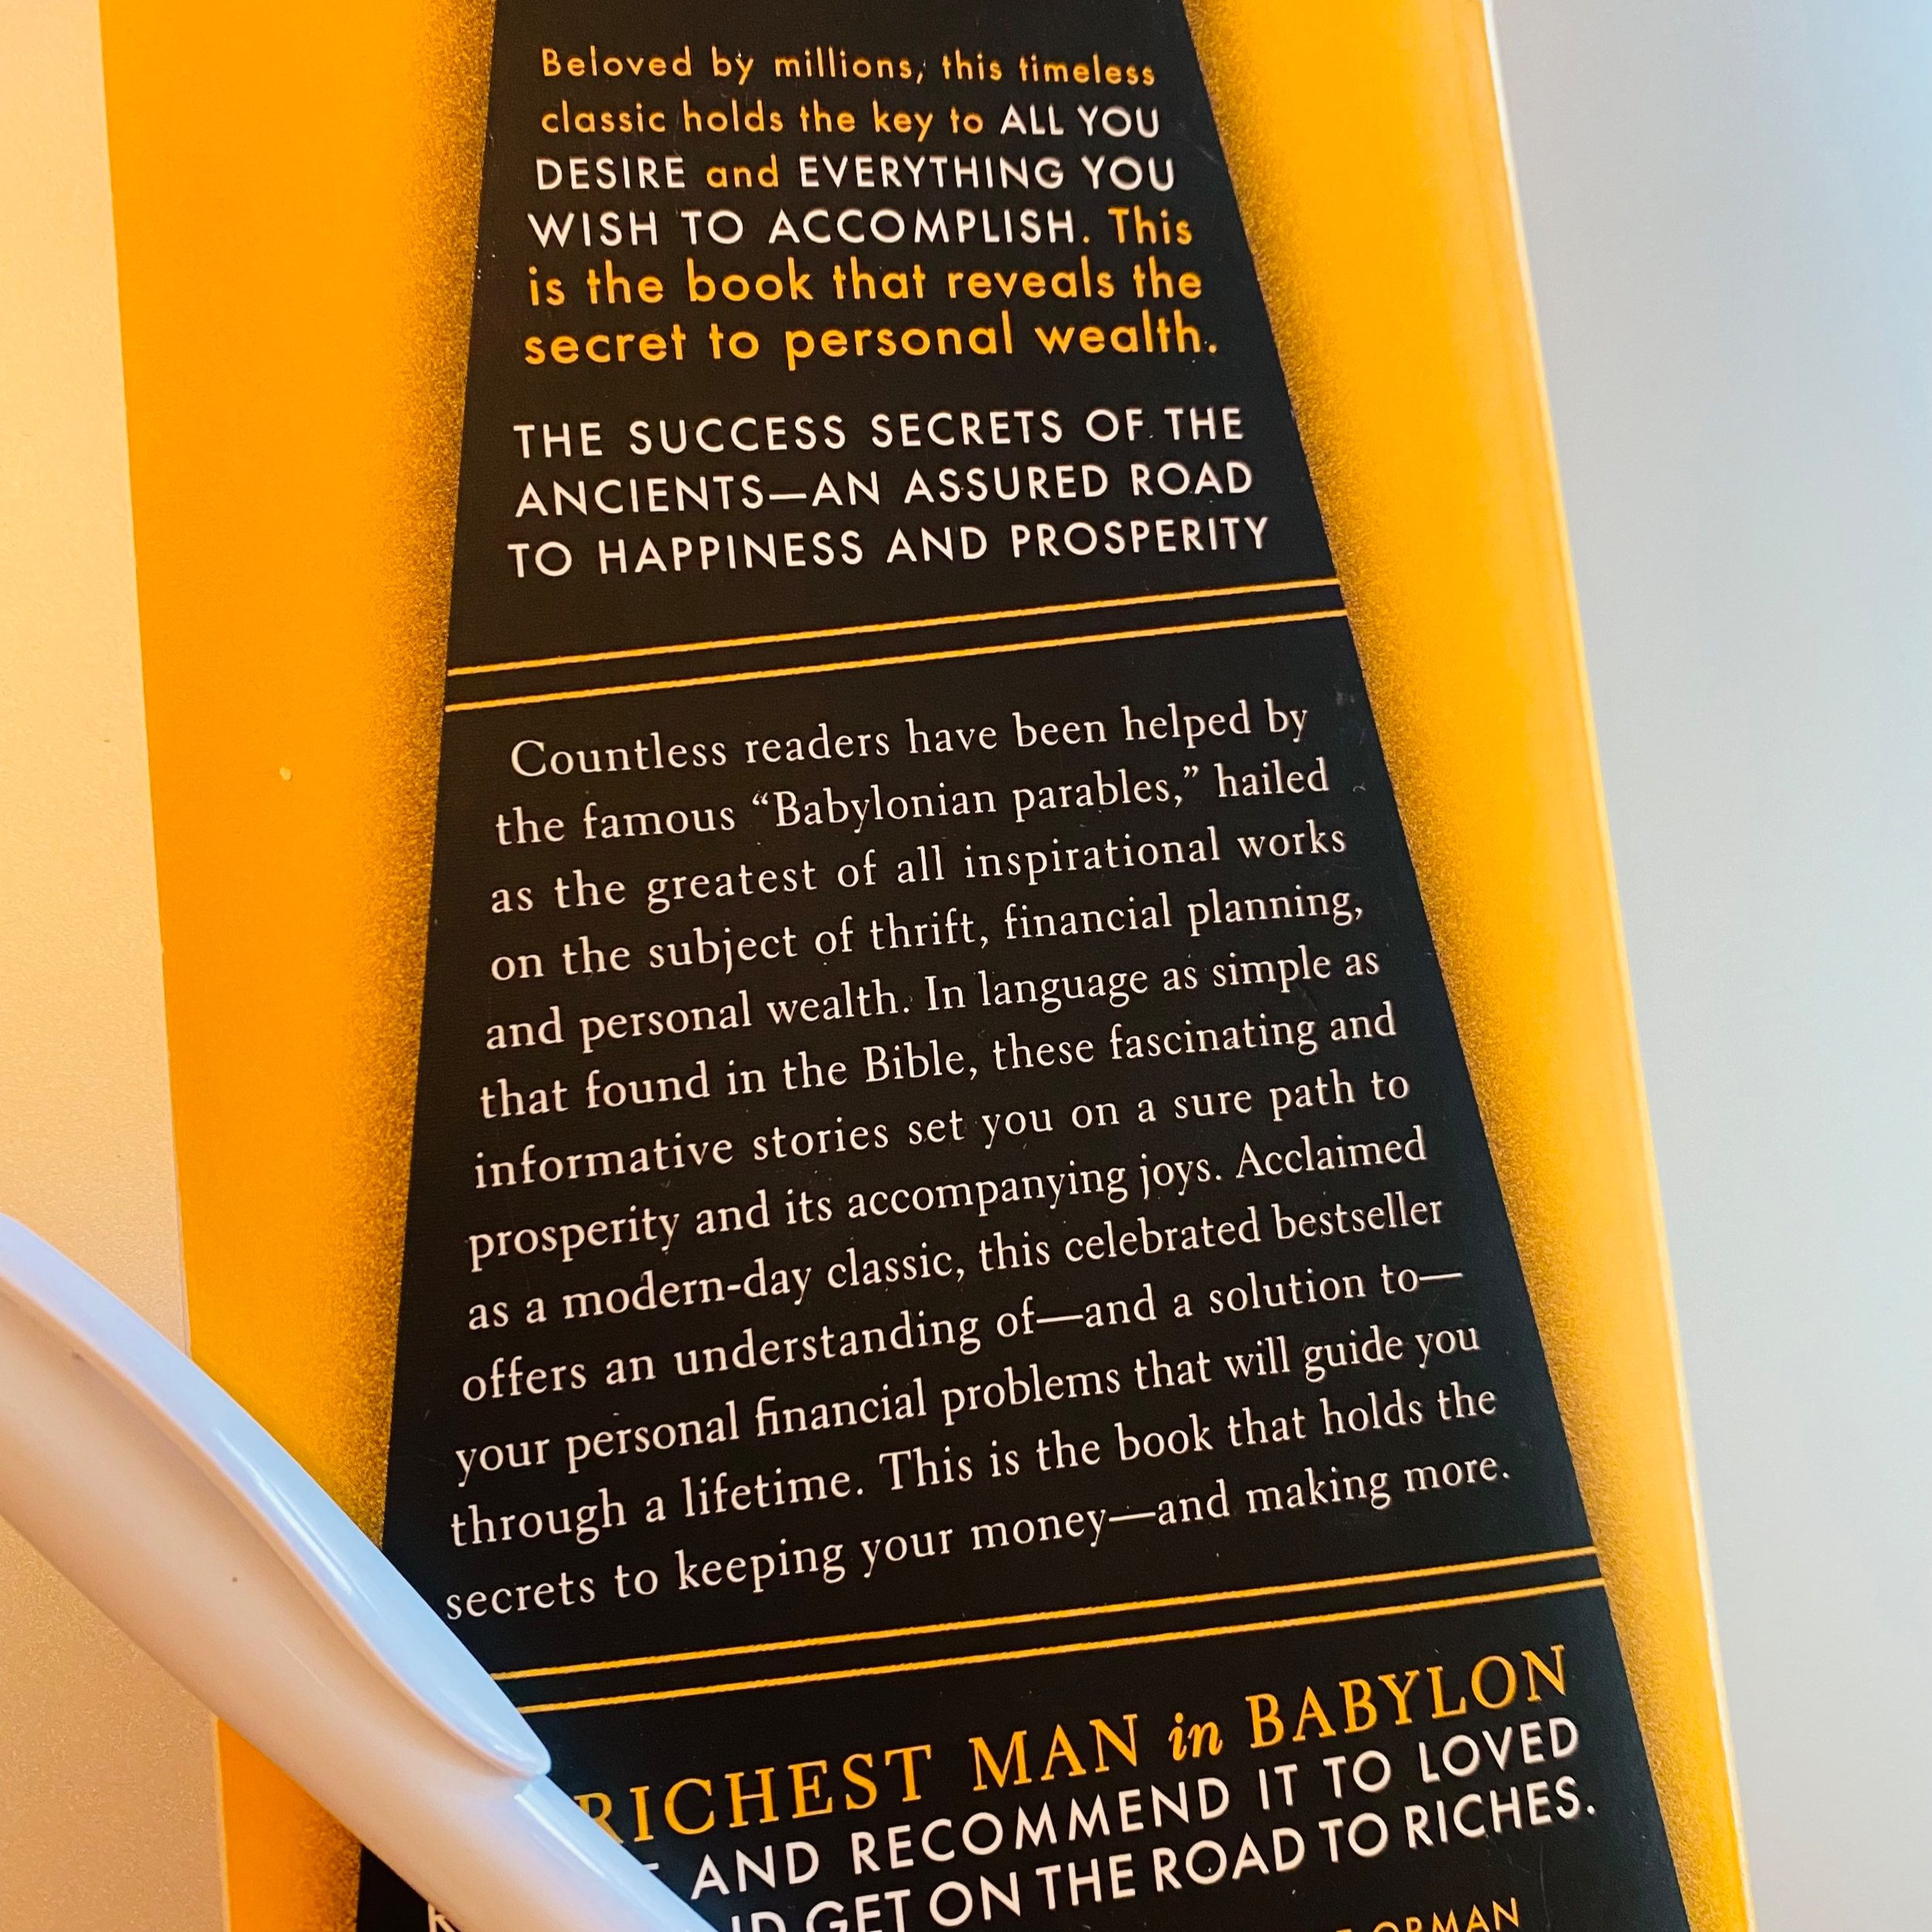 Beloved by millions, this timeless
classic holds the key to ALL YOU
DESIRE and EVERYTHING YOU
WISH TO ACCOMPLISH. This
is the book that reveals the
secret to personal wealth.
THE SUCCESS SECRETS OF THE
ANCIENTS—AN ASSURED ROAD
TO HAPPINESS AND PROSPERITY
Countless readers have been helped by
the famous “Babylonian parables,” hailed
as the greatest of all inspirational works
on the subject of thrift, financial planning,
and personal wealth. In language as simple as
that found in the Bible, these fascinating and
informative stories set you on a sure path to
prosperity and its accompanying joys. Acclaimed
as a modern-day classic, this celebrated bestseller
offers an understanding of—and a solution to—
your personal financial problems that will guide you
through a lifetime. This is the book that holds the
secrets to keeping your money—and making more.
RICHEST MAN in BABYLON
AND RECOMMEND IT TO LOVED
GET ON THE ROAD TO RICHES.
ORMAN